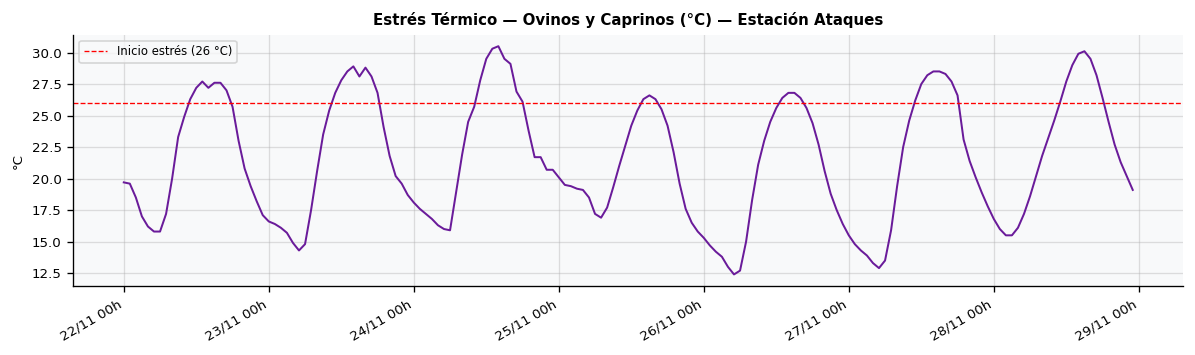 Estrés Térmico — Ovinos y Caprinos (°C) — Estación Ataques
Inicio estrés (26 °C)
°C
30.0
27.5
25.0
22.5
20.0
17.5
15.0
12.5
22/11 00h
23/11 00h
24/11 00h
25/11 00h
26/11 00h
27/11 00h
28/11 00h
29/11 00h